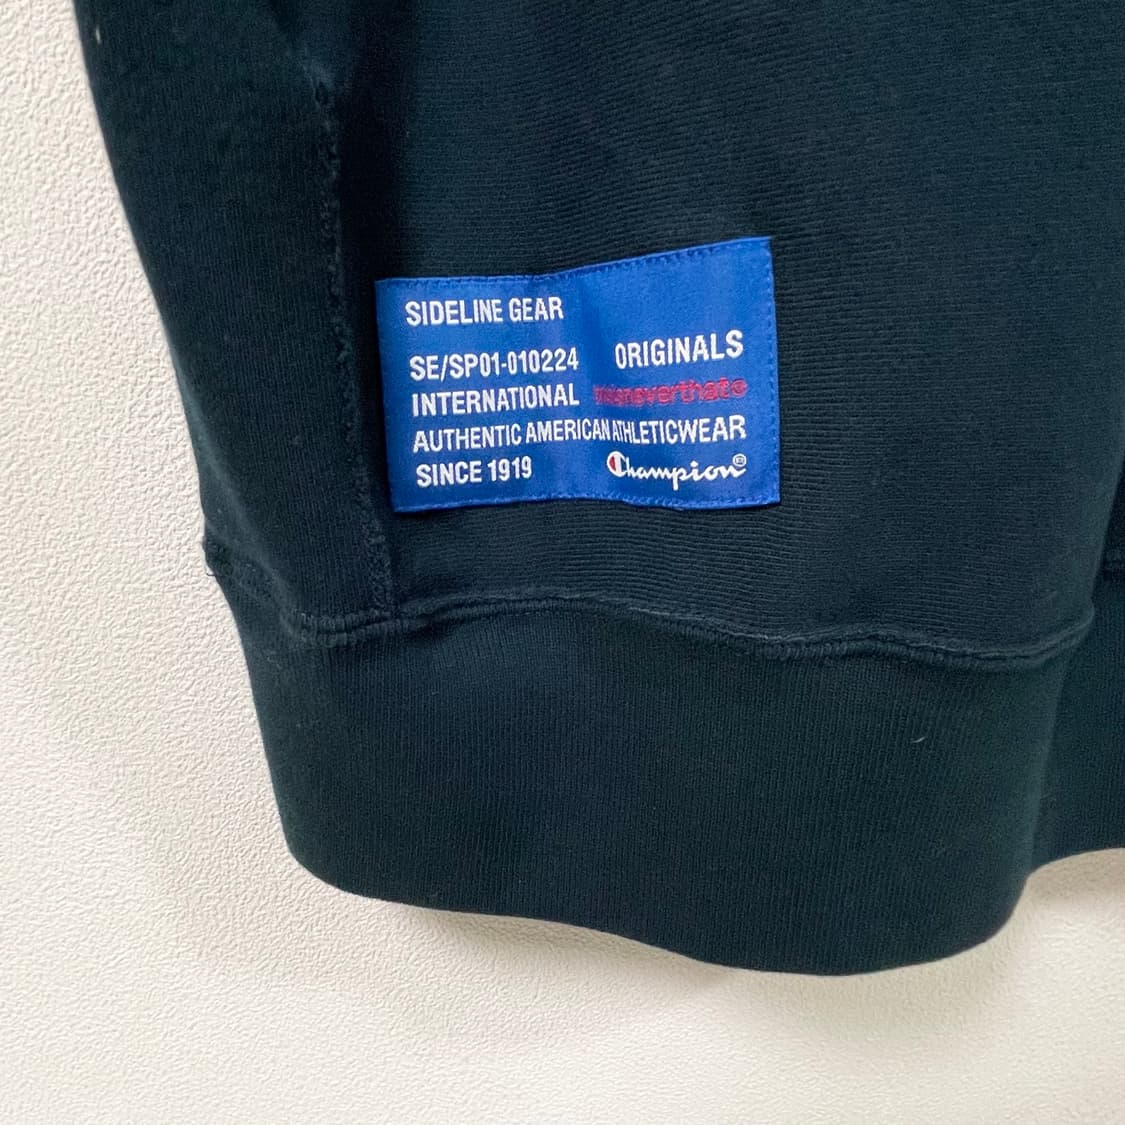 SIDELINE GEAR
SE/SP01-010224 ORIGINALS
INTERNATIONAL thisisneverthat®
AUTHENTIC AMERICAN ATHLETICWEAR
SINCE 1919 Champion®